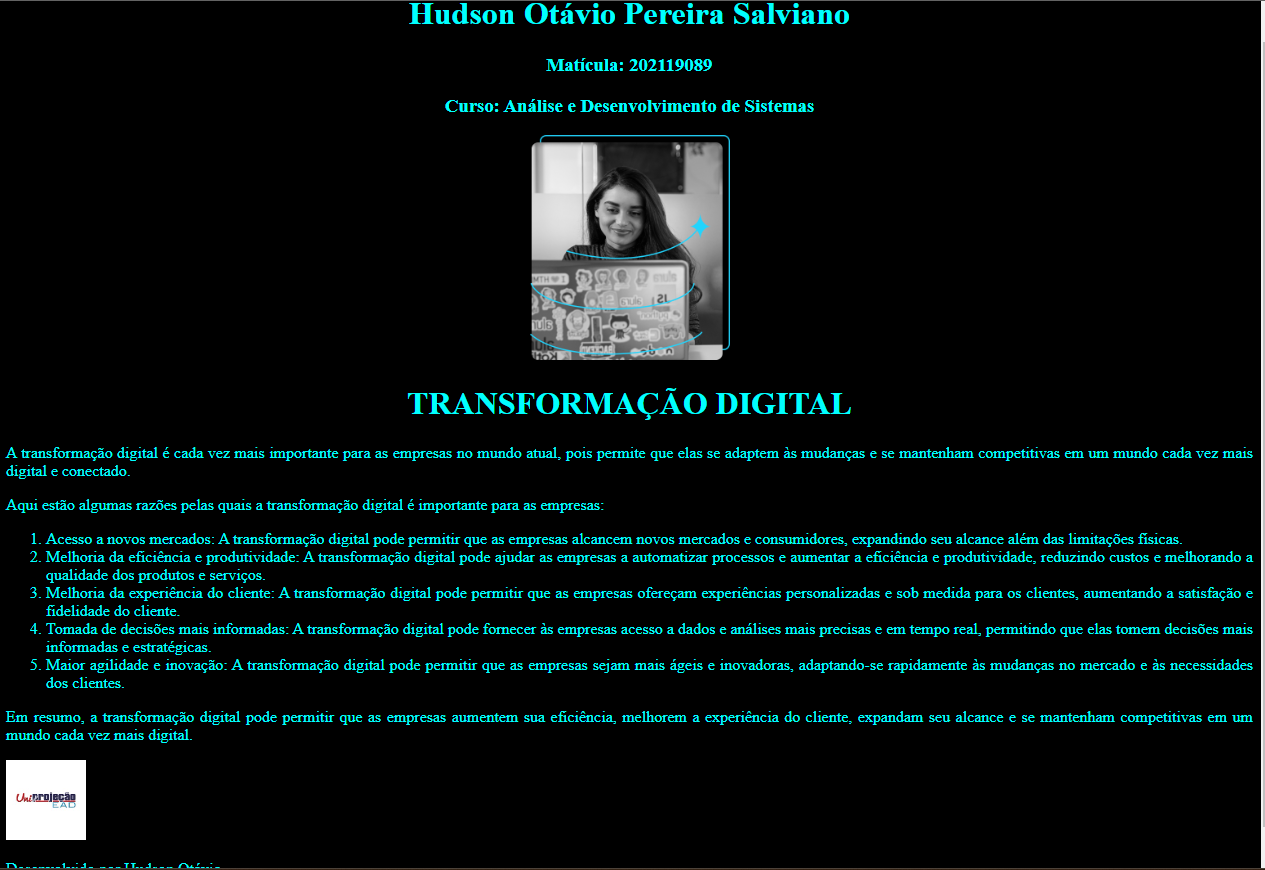 Hudson Otávio Pereira Salviano
Matícula: 202119089
Curso: Análise e Desenvolvimento de Sistemas
TRANSFORMAÇÃO DIGITAL
A transformação digital é cada vez mais importante para as empresas no mundo atual, pois permite que elas se adaptem às mudanças e se mantenham competitivas em um mundo cada vez mais
digital e conectado.
Aqui estão algumas razões pelas quais a transformação digital é importante para as empresas:
1. Acesso a novos mercados: A transformação digital pode permitir que as empresas alcancem novos mercados e consumidores, expandindo seu alcance além das limitações físicas.
2. Melhoria da eficiência e produtividade: A transformação digital pode ajudar as empresas a automatizar processos e aumentar a eficiência e produtividade, reduzindo custos e melhorando a
qualidade dos produtos e serviços.
3. Melhoria da experiência do cliente: A transformação digital pode permitir que as empresas ofereçam experiências personalizadas e sob medida para os clientes, aumentando a satisfação e
fidelidade do cliente.
4. Tomada de decisões mais informadas: A transformação digital pode fornecer às empresas acesso a dados e análises mais precisas e em tempo real, permitindo que elas tomem decisões mais
informadas e estratégicas.
5. Maior agilidade e inovação: A transformação digital pode permitir que as empresas sejam mais ágeis e inovadoras, adaptando-se rapidamente às mudanças no mercado e às necessidades
dos clientes.
Em resumo, a transformação digital pode permitir que as empresas aumentem sua eficiência, melhorem a experiência do cliente, expandam seu alcance e se mantenham competitivas em um
mundo cada vez mais digital.
UniProjeção
EAD
Desenvolvido por Hudson Otávio